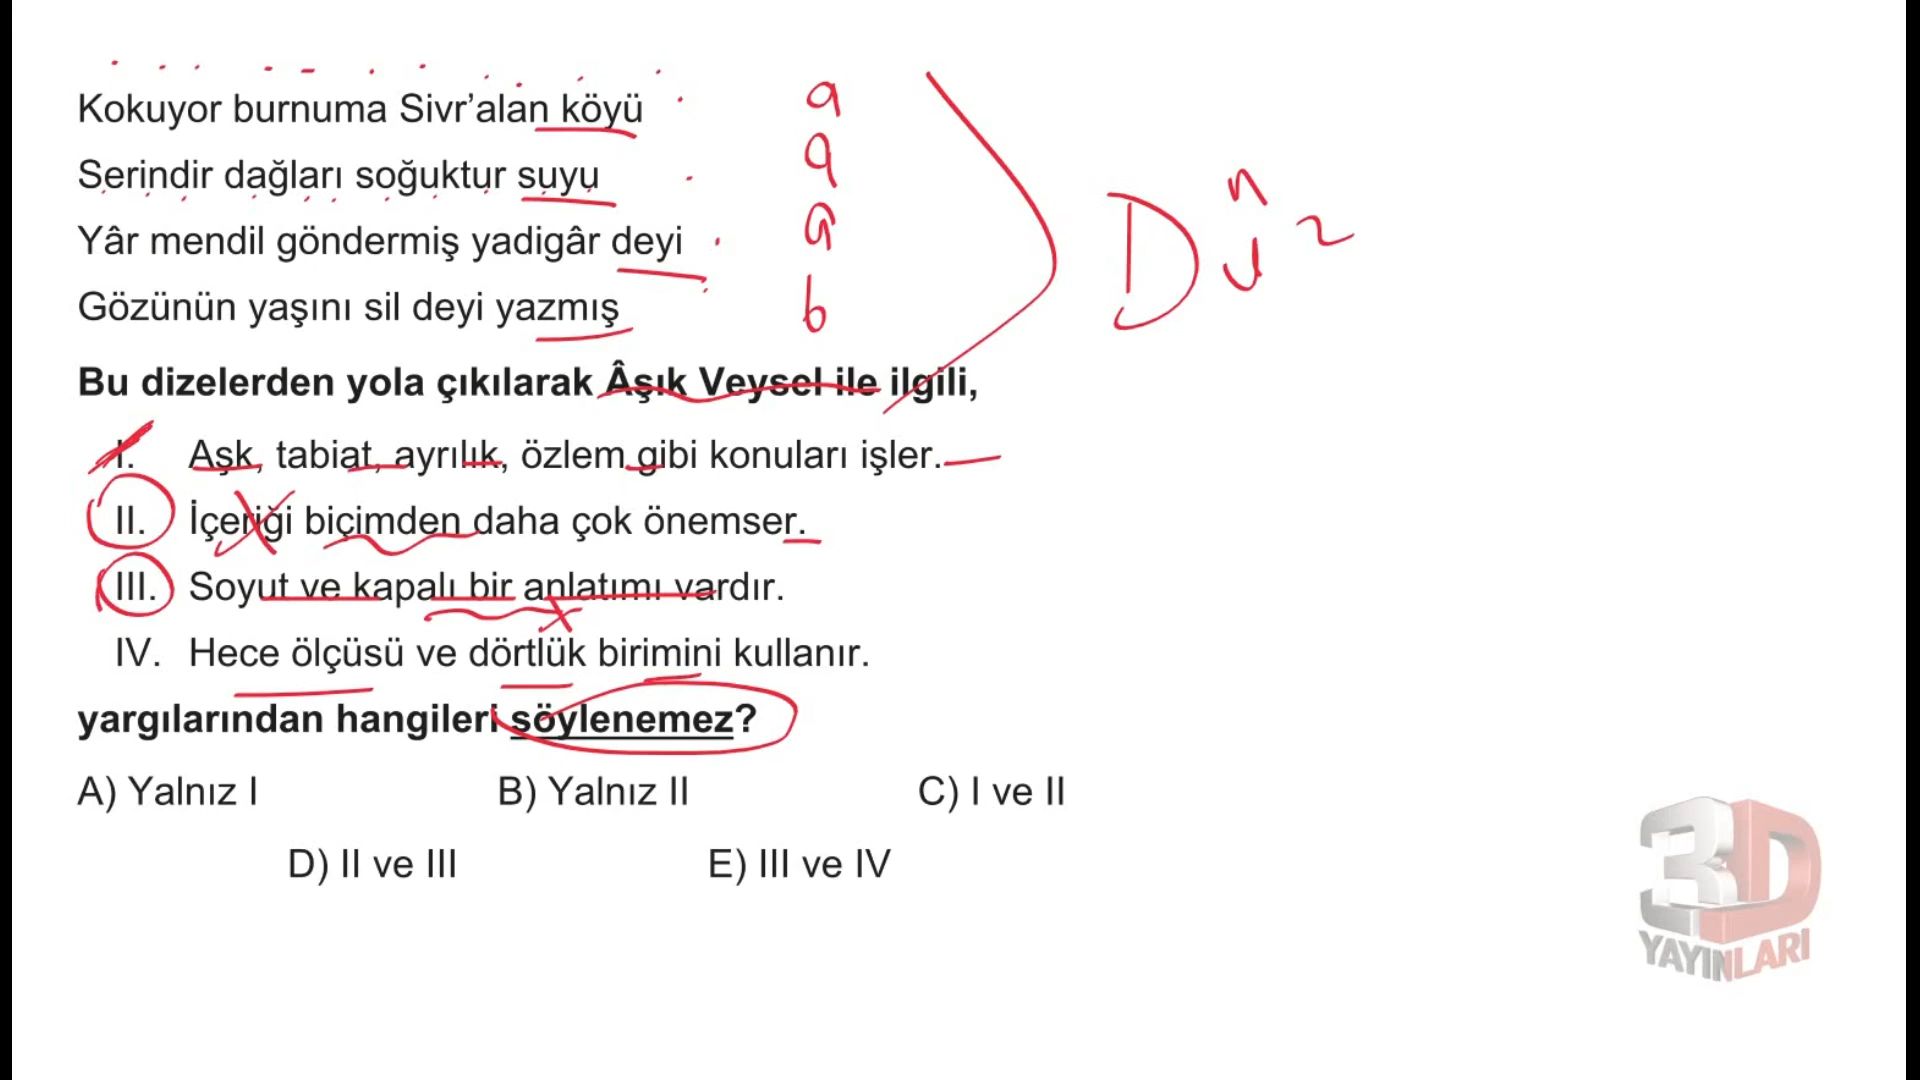 Kokuyor burnuma Sivr’alan köyü a
Serindir dağları soğuktur suyu a
Yâr mendil göndermiş yadigâr deyi a
Gözünün yaşını sil deyi yazmış b
Bu dizelerden yola çıkılarak Âşık Veysel ile ilgili,
I. Aşk, tabiat, ayrılık, özlem gibi konuları işler.
II. İçeriği biçimden daha çok önemser.
III. Soyut ve kapalı bir anlatımı vardır.
IV. Hece ölçüsü ve dörtlük birimini kullanır.
yargılarından hangileri söylenemez?
A) Yalnız I B) Yalnız II C) I ve II
D) II ve III E) III ve IV
3D
YAYINLARI